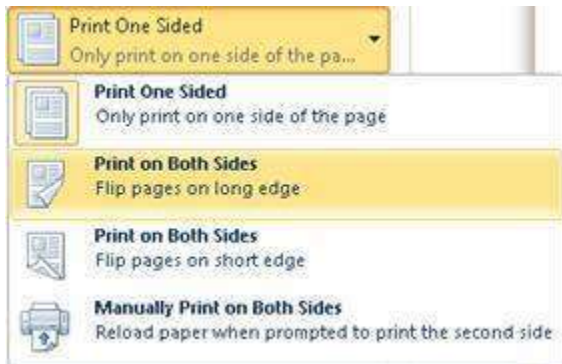 Print One Sided
Only print on one side of the pa...
Print One Sided
Only print on one side of the page
Print on Both Sides
Flip pages on long edge
Print on Both Sides
Flip pages on short edge
Manually Print on Both Sides
Reload paper when prompted to print the second side